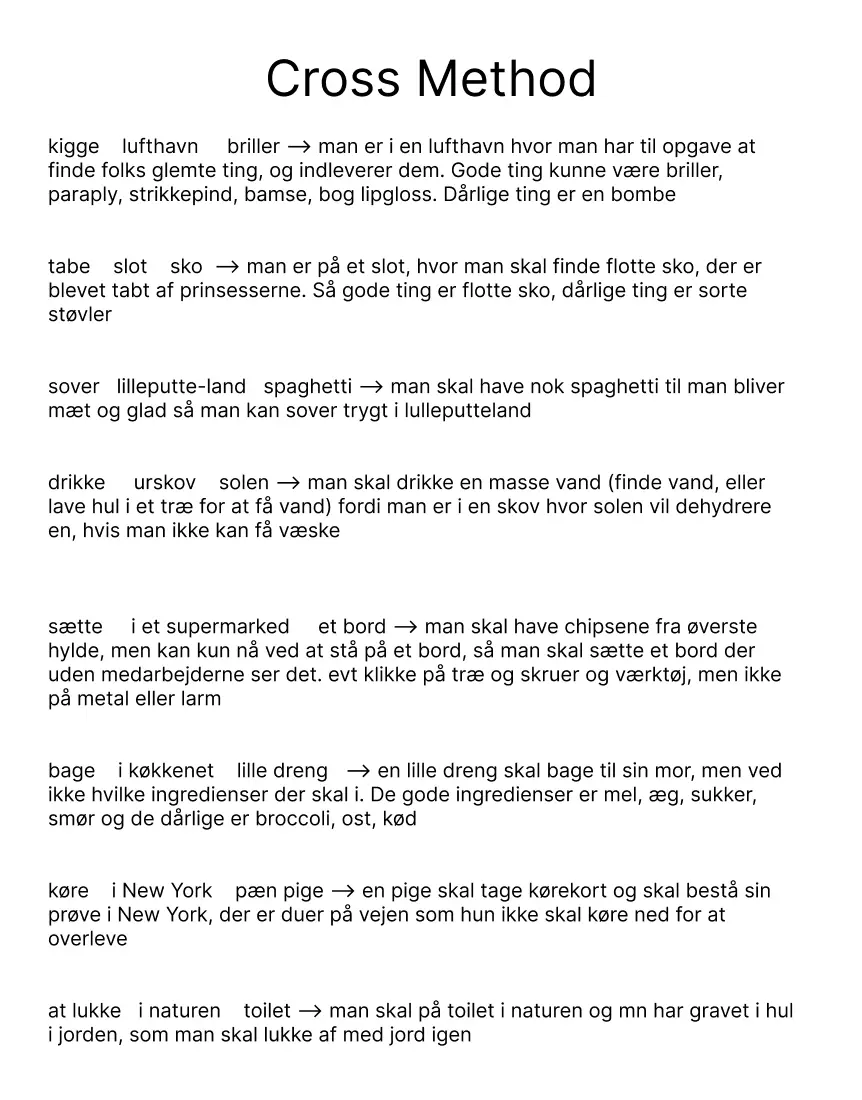 Cross Method
kigge lufthavn briller → man er i en lufthavn hvor man har til opgave at
finde folks glemte ting, og indleverer dem. Gode ting kunne være briller,
paraply, strikkepind, bamse, bog lipgloss. Dårlige ting er en bombe
tabe slot sko → man er på et slot, hvor man skal finde flotte sko, der er
blevet tabt af prinsesserne. Så gode ting er flotte sko, dårlige ting er sorte
støvler
sover lilleputte-land spaghetti → man skal have nok spaghetti til man bliver
mæt og glad så man kan sover trygt i lulleputteland
drikke urskov solen → man skal drikke en masse vand (finde vand, eller
lave hul i et træ for at få vand) fordi man er i en skov hvor solen vil dehydrere
en, hvis man ikke kan få væske
sætte i et supermarked et bord → man skal have chipsene fra øverste
hylde, men kan kun nå ved at stå på et bord, så man skal sætte et bord der
uden medarbejderne ser det. evt klikke på træ og skruer og værktøj, men ikke
på metal eller larm
bage i køkkenet lille dreng → en lille dreng skal bage til sin mor, men ved
ikke hvilke ingredienser der skal i. De gode ingredienser er mel, æg, sukker,
smør og de dårlige er broccoli, ost, kød
køre i New York pæn pige → en pige skal tage kørekort og skal bestå sin
prøve i New York, der er duer på vejen som hun ikke skal køre ned for at
overleve
at lukke i naturen toilet → man skal på toilet i naturen og mn har gravet i hul
i jorden, som man skal lukke af med jord igen